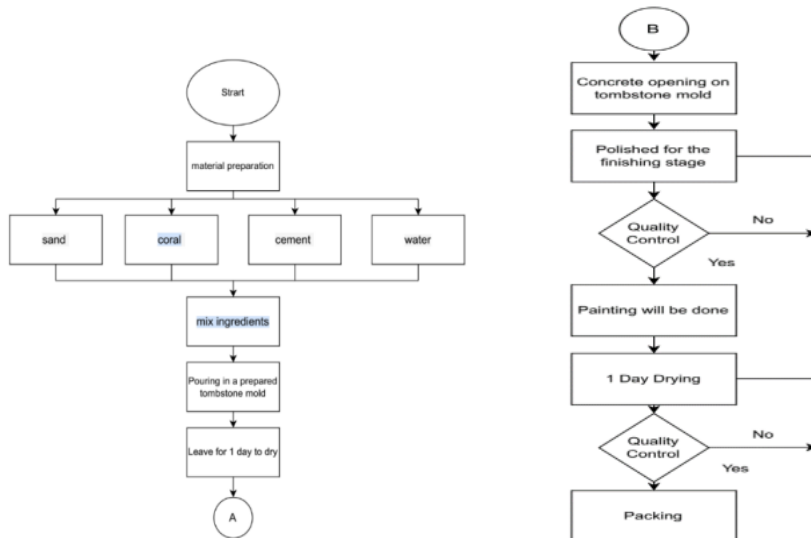 Strart
material preparation
sand
coral
cement
water
mix ingredients
Pouring in a prepared
tombstone mold
Leave for 1 day to dry
A
B
Concrete opening on
tombstone mold
Polished for the
finishing stage
Quality
Control
No
Yes
Painting will be done
1 Day Drying
Quality
Control
No
Yes
Packing